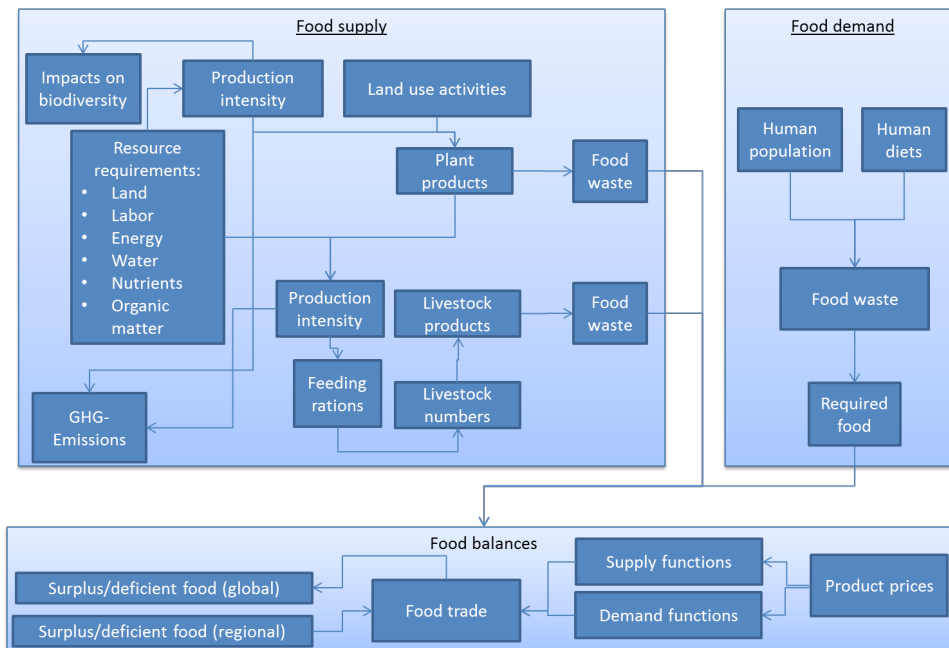 Food supply
Impacts on
biodiversity
Production
intensity
Land use activities
Resource
requirements:
• Land
• Labor
• Energy
• Water
• Nutrients
• Organic
matter
Plant
products
Food
waste
Production
intensity
Livestock
products
Food
waste
Feeding
rations
Livestock
numbers
GHG-
Emissions
Food demand
Human
population
Human
diets
Food waste
Required
food
Food balances
Surplus/deficient food (global)
Surplus/deficient food (regional)
Food trade
Supply functions
Demand functions
Product prices